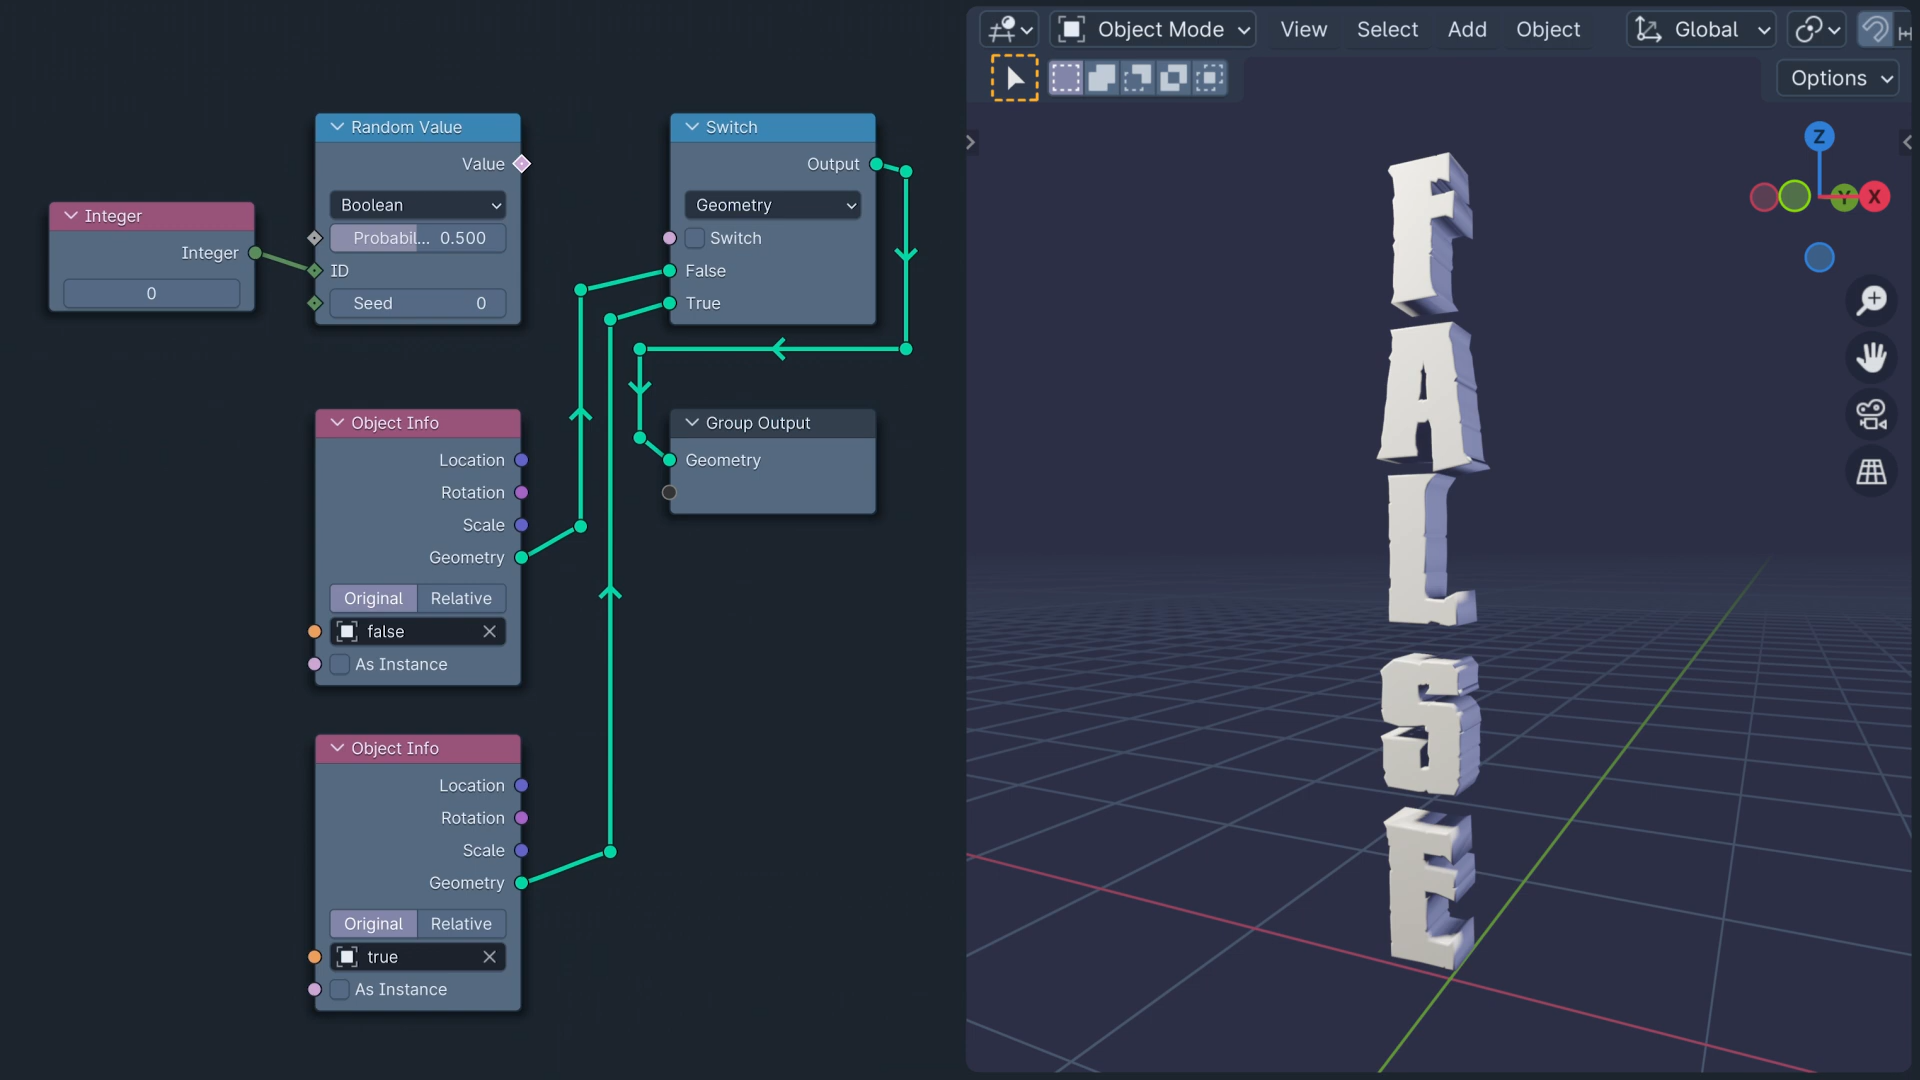 Integer
Integer
0
Random Value
Value
Boolean
Probabil... 0.500
ID
Seed 0
Switch
Output
Geometry
Switch
False
True
Group Output
Geometry
Object Info
Location
Rotation
Scale
Geometry
Original Relative
false
As Instance
Object Info
Location
Rotation
Scale
Geometry
Original Relative
true
As Instance
Object Mode View Select Add Object Global
Options
Z
Y X
F
A
L
S
E